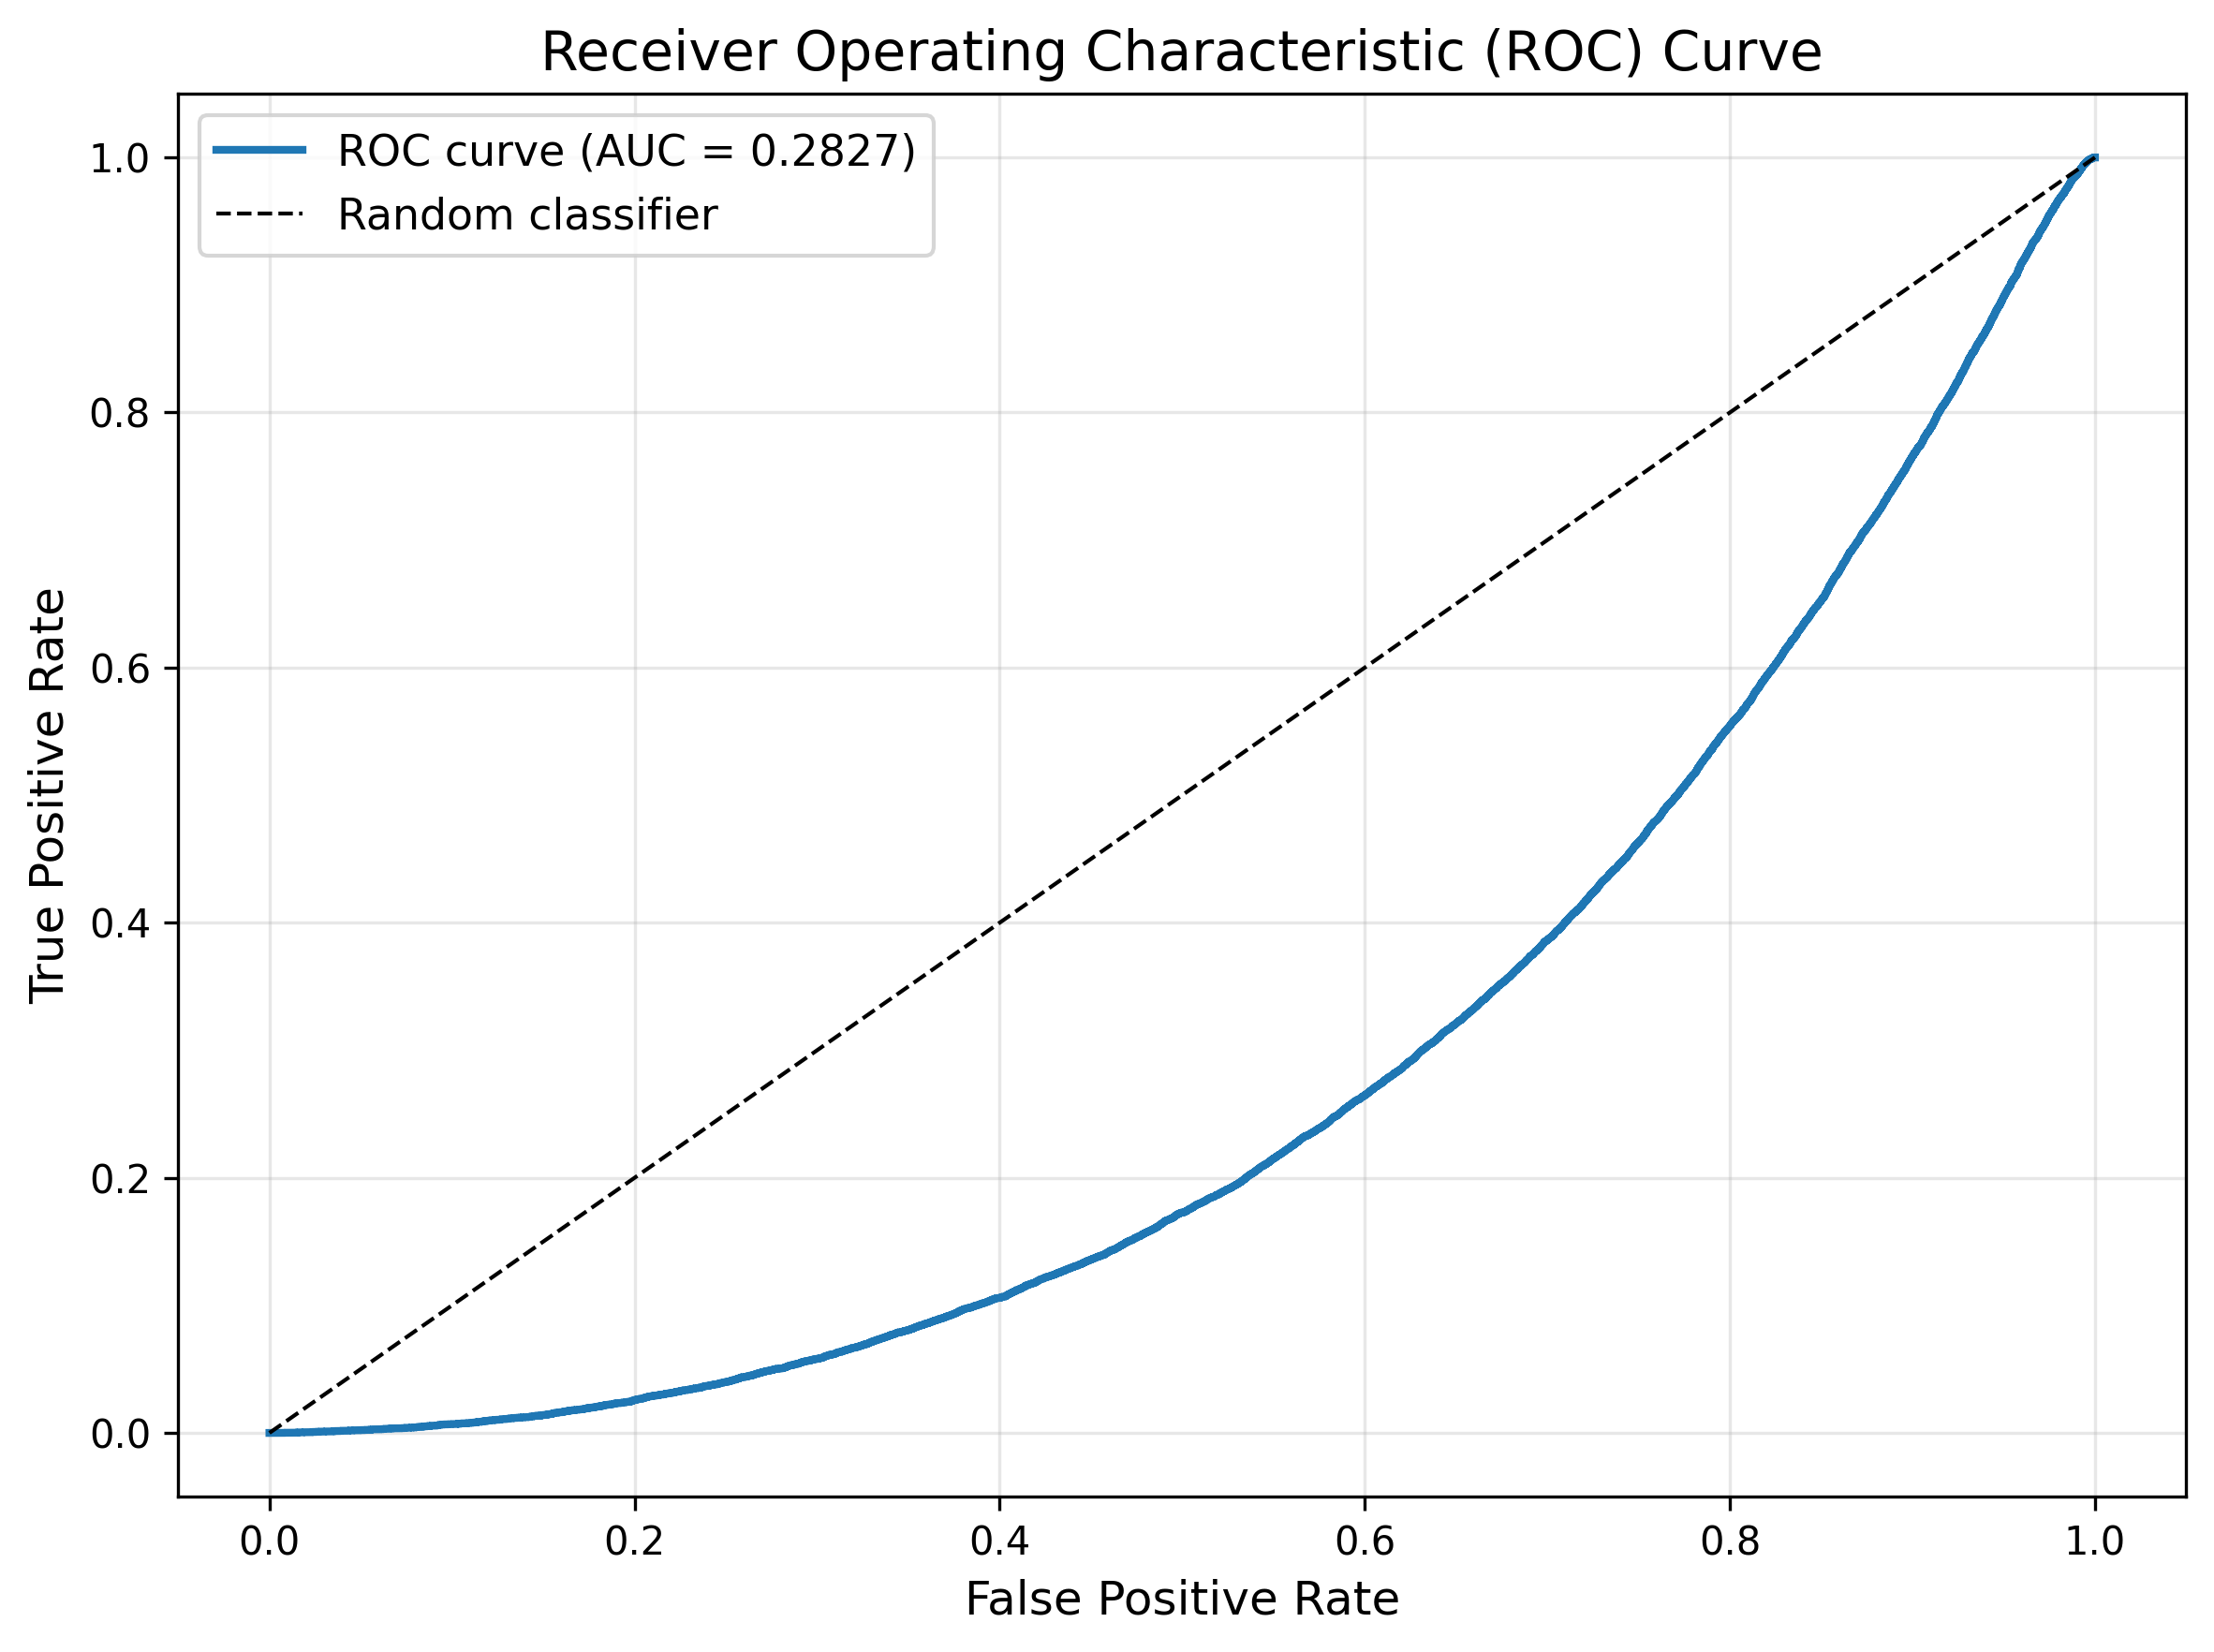 Receiver Operating Characteristic (ROC) Curve
ROC curve (AUC = 0.2827)
Random classifier
1.0
0.8
0.6
0.4
0.2
0.0
True Positive Rate
0.0 0.2 0.4 0.6 0.8 1.0
False Positive Rate